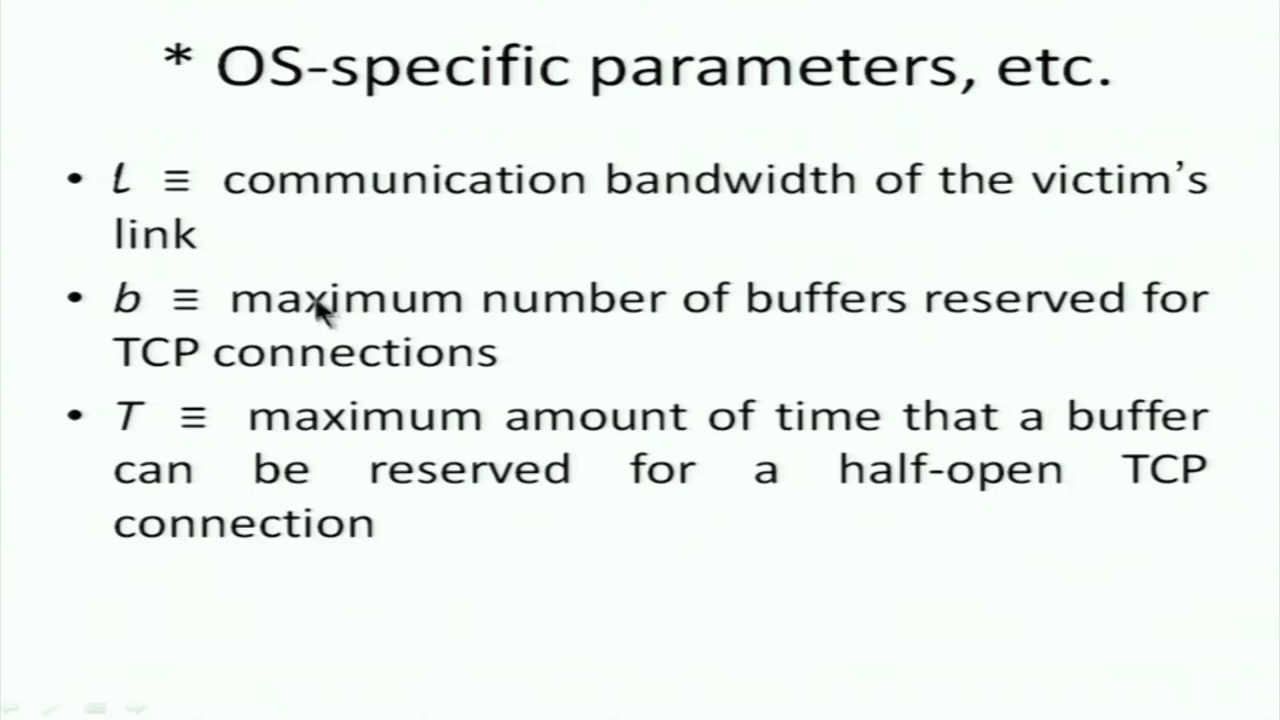 * OS-specific parameters, etc.
• l ≡ communication bandwidth of the victim’s
link
• b ≡ maximum number of buffers reserved for
TCP connections
• T ≡ maximum amount of time that a buffer
can be reserved for a half-open TCP
connection